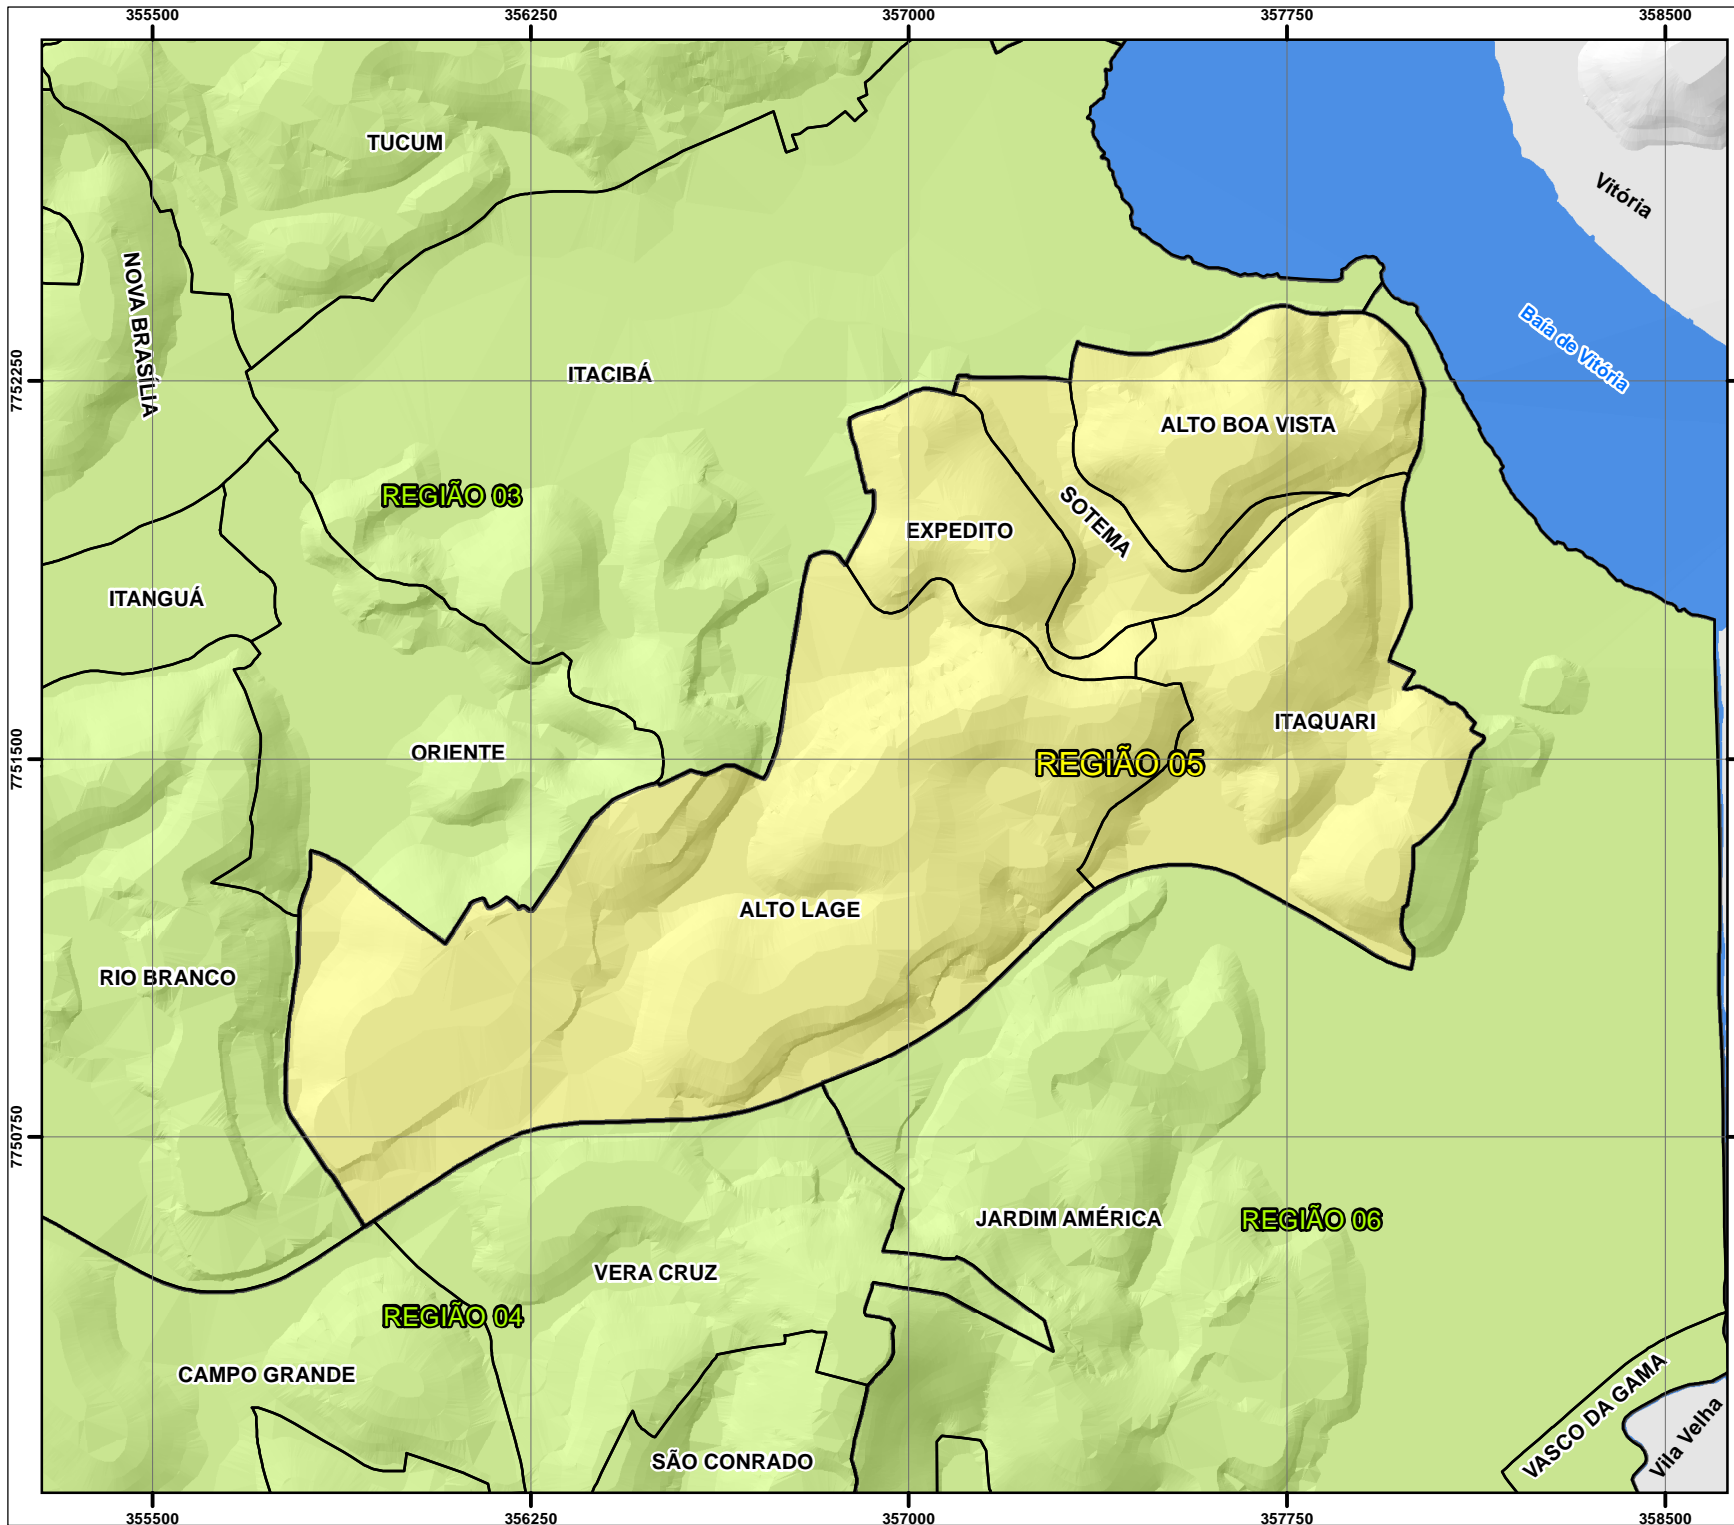 355500 356250 357000 357750 358500
TUCUM
Vitória
NOVA BRASÍLIA
Baía de Vitória
7752250
ITACIBÁ
ALTO BOA VISTA
REGIÃO 03
SOTEMA
EXPEDITO
ITANGUÁ
ITAQUARI
ORIENTE
7751500
REGIÃO 05
ALTO LAGE
RIO BRANCO
7750750
JARDIM AMÉRICA
REGIÃO 06
VERA CRUZ
REGIÃO 04
CAMPO GRANDE
VASCO DA GAMA
Vila Velha
SÃO CONRADO
355500 356250 357000 357750 358500